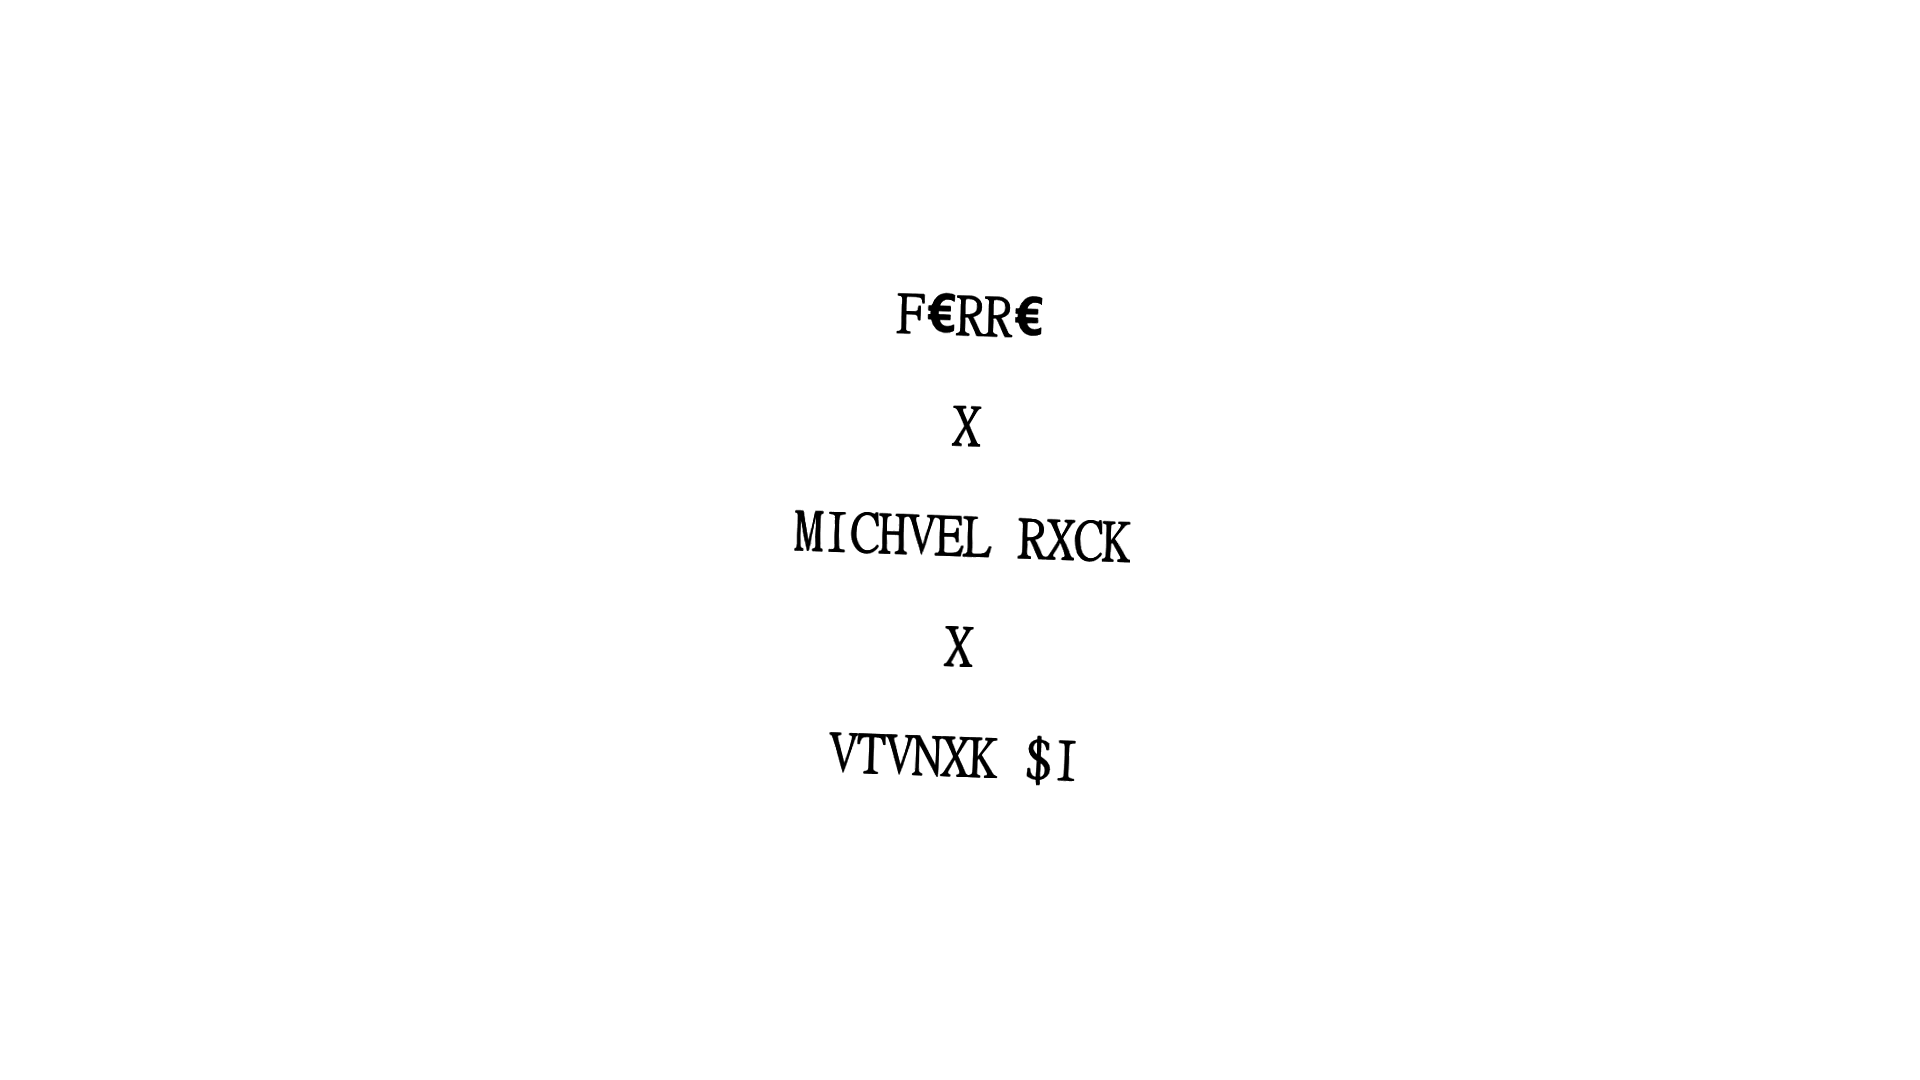 F€RR€
X
MICHVEL RXCK
X
VTVNXK $I